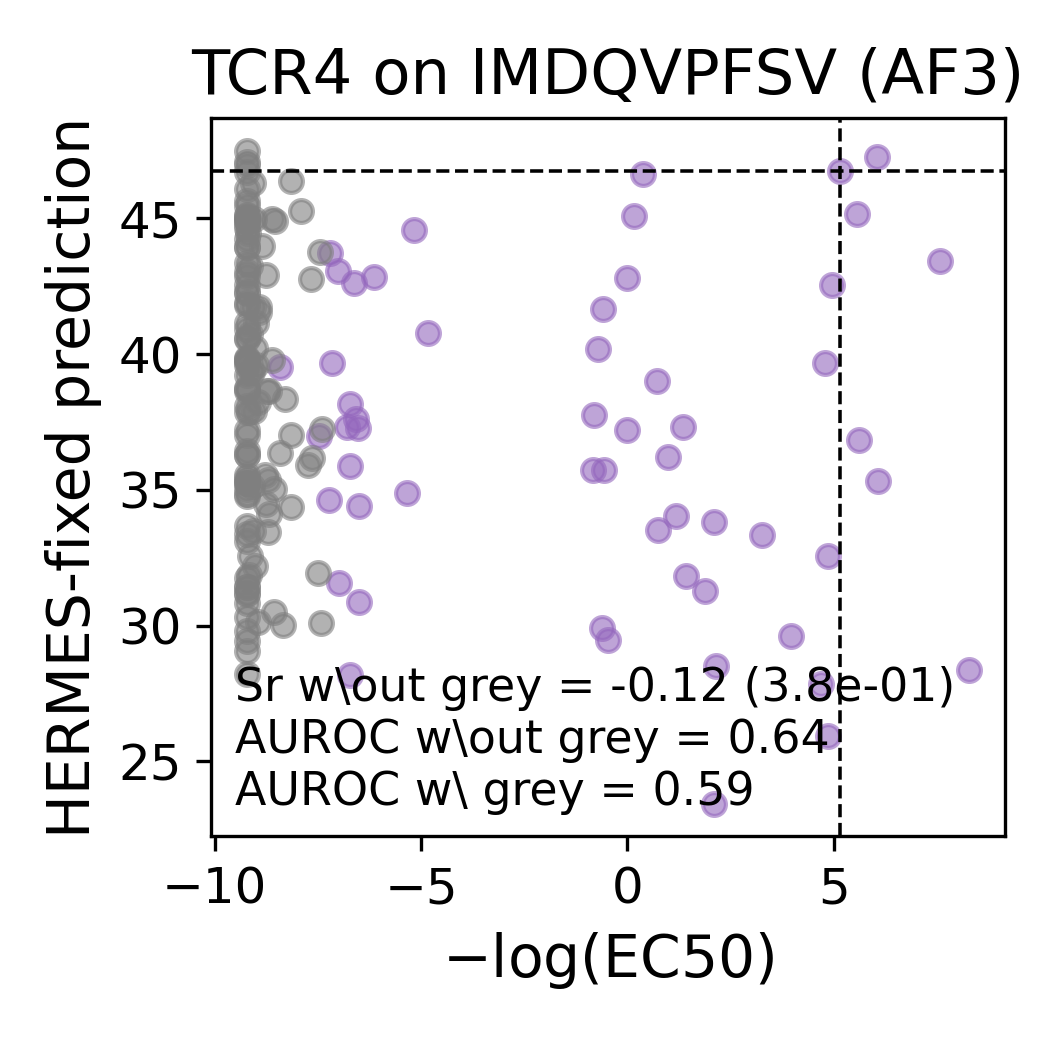 TCR4 on IMDQVPFSV (AF3)
HERMES-fixed prediction
45
40
35
30
25
Sr w\out grey = -0.12 (3.8e-01)
AUROC w\out grey = 0.64
AUROC w\ grey = 0.59
−10 −5 0 5
−log(EC50)